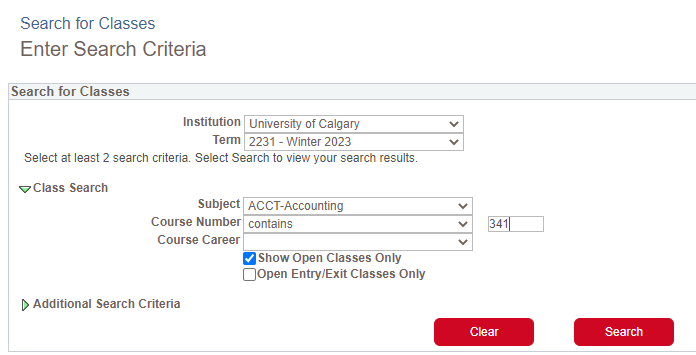 Search for Classes
Enter Search Criteria
Search for Classes
Institution University of Calgary
Term 2231 - Winter 2023
Select at least 2 search criteria. Select Search to view your search results.
Class Search
Subject ACCT-Accounting
Course Number contains 341
Course Career
Show Open Classes Only
Open Entry/Exit Classes Only
Additional Search Criteria
Clear Search